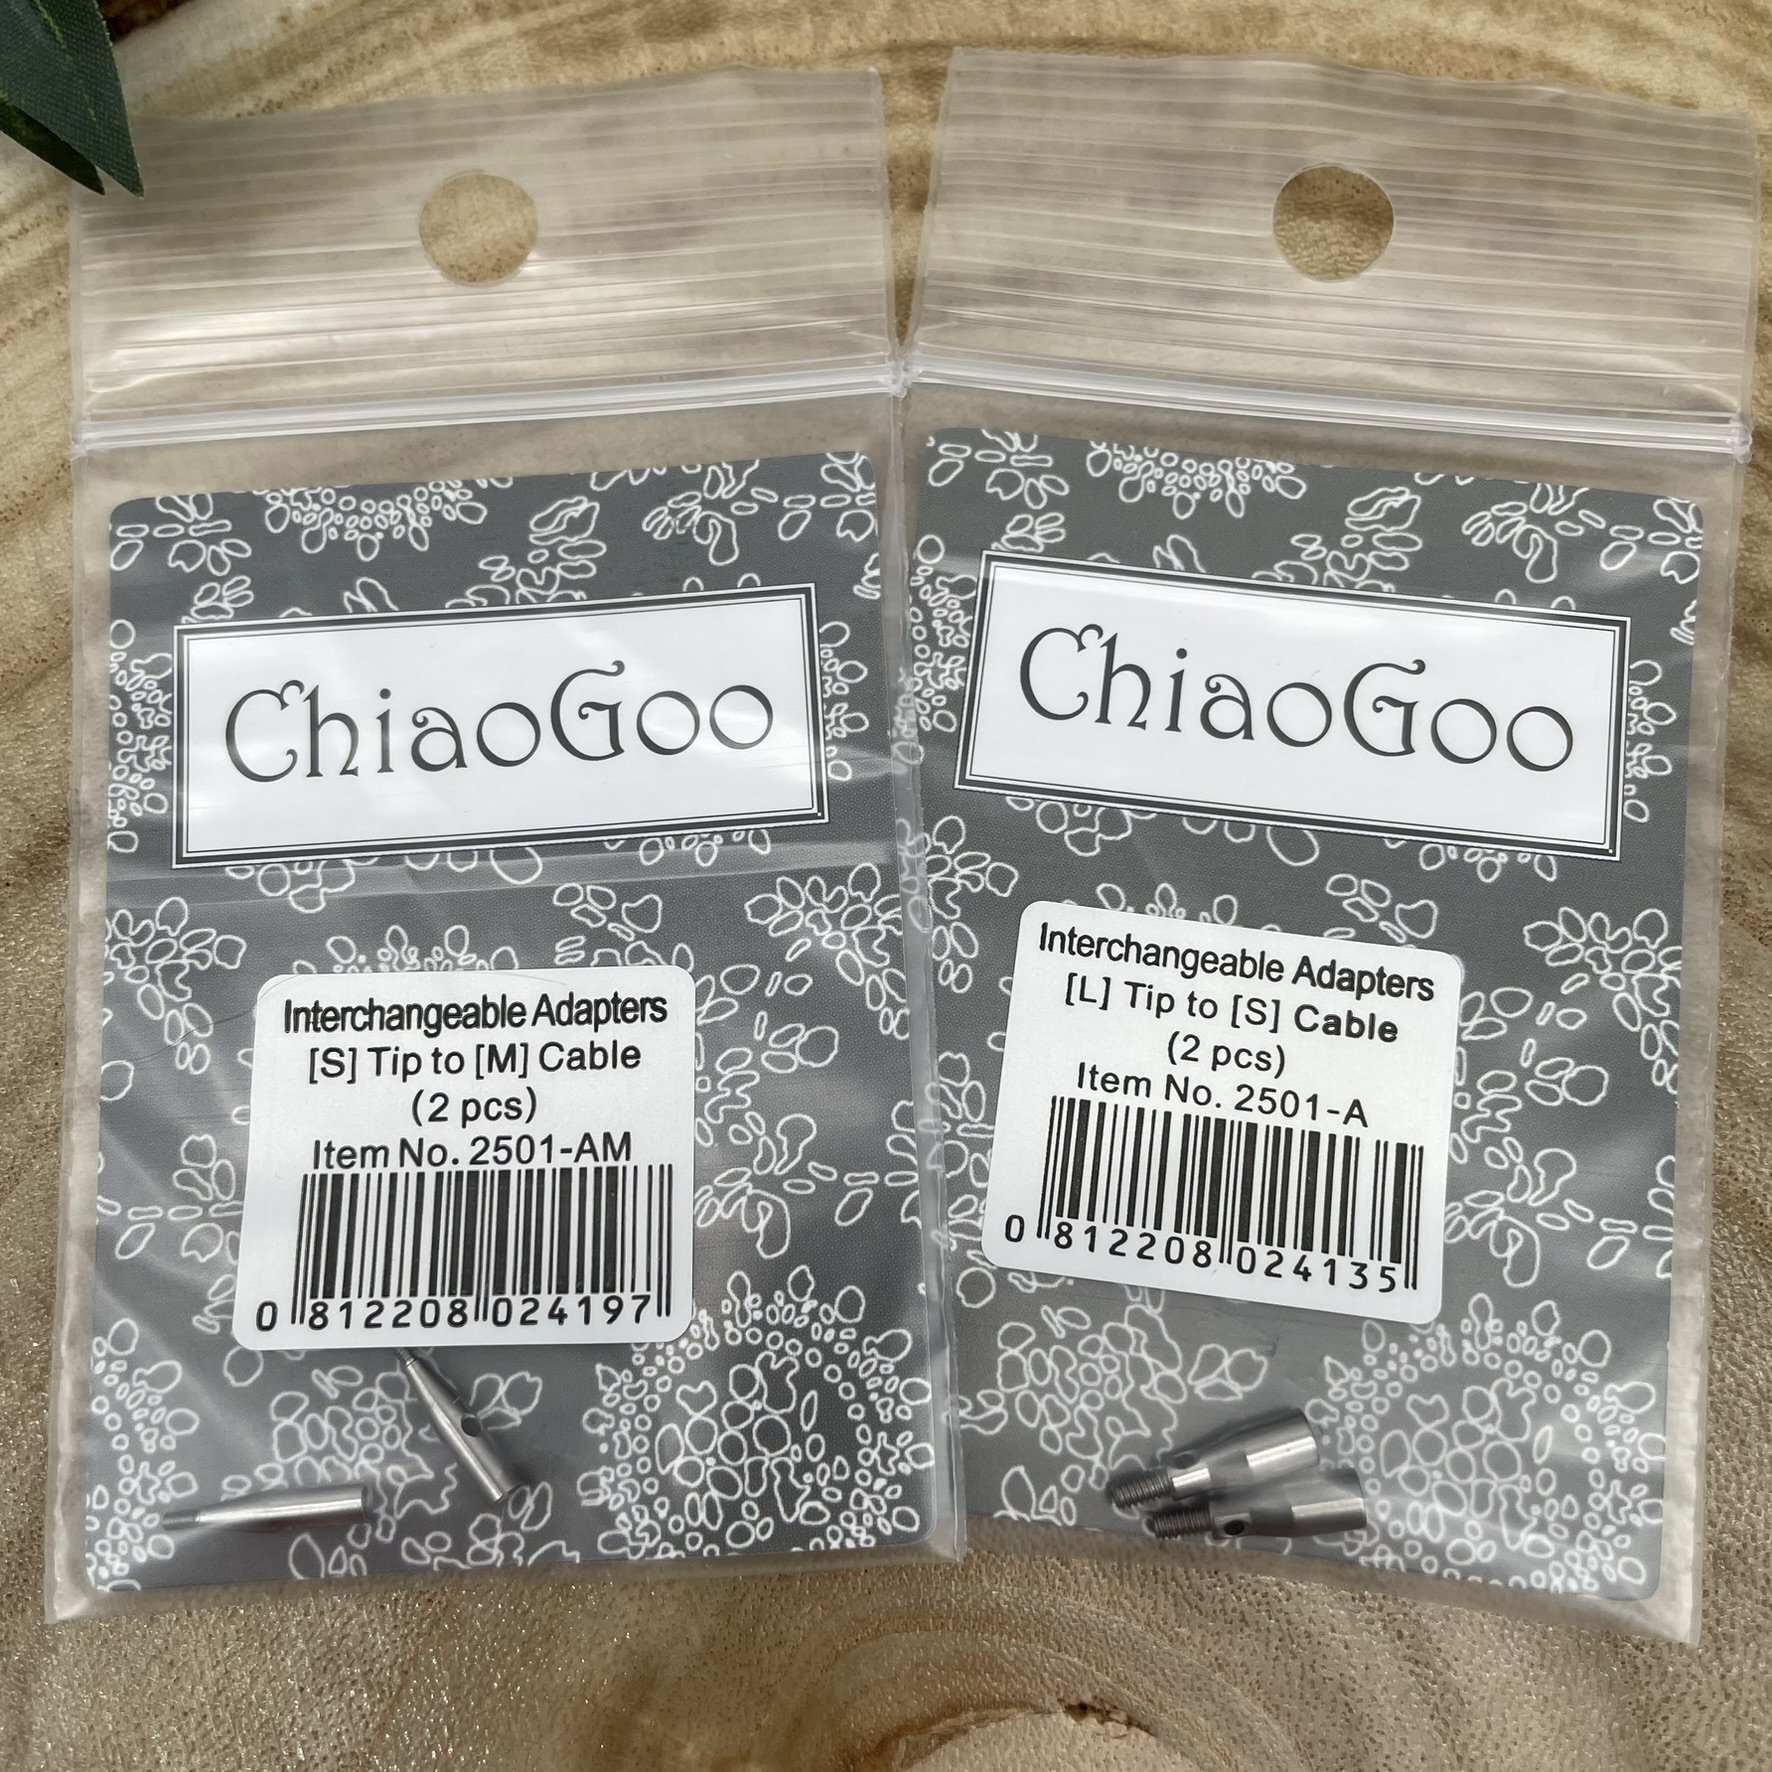 ChiaoGoo
Interchangeable Adapters
[S] Tip to [M] Cable
(2 pcs)
Item No. 2501-AM
0 812208 024197
ChiaoGoo
Interchangeable Adapters
[L] Tip to [S] Cable
(2 pcs)
Item No. 2501-A
0 812208 024135